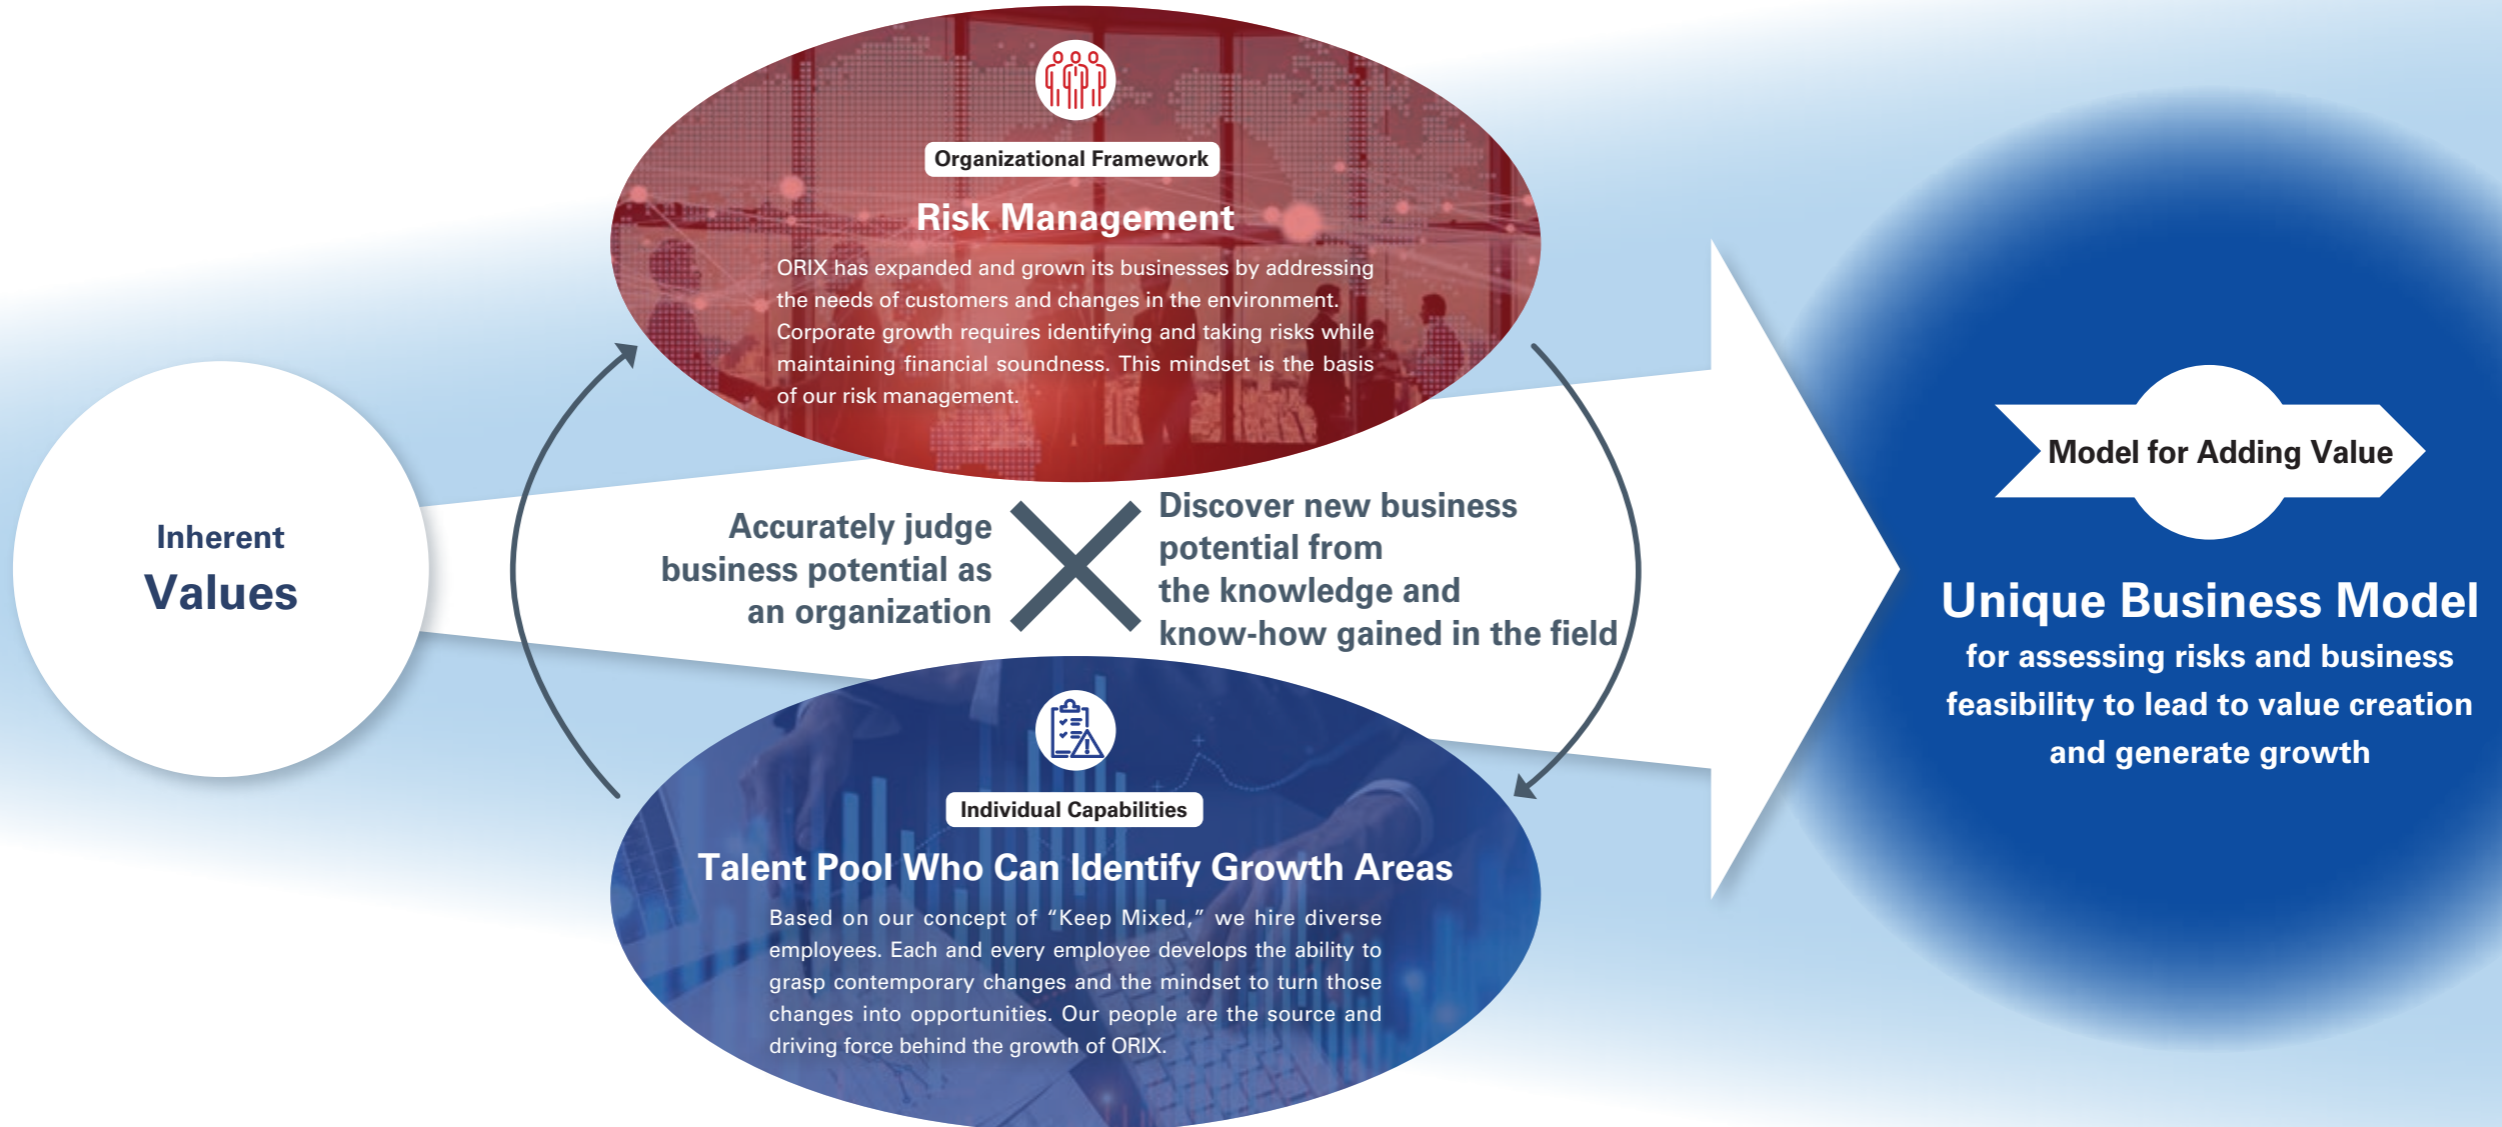 Organizational Framework
Risk Management
ORIX has expanded and grown its businesses by addressing
the needs of customers and changes in the environment.
Corporate growth requires identifying and taking risks while
maintaining financial soundness. This mindset is the basis
of our risk management.
Inherent
Values
Accurately judge
business potential as
an organization
Discover new business
potential from
the knowledge and
know-how gained in the field
Individual Capabilities
Talent Pool Who Can Identify Growth Areas
Based on our concept of “Keep Mixed,” we hire diverse
employees. Each and every employee develops the ability to
grasp contemporary changes and the mindset to turn those
changes into opportunities. Our people are the source and
driving force behind the growth of ORIX.
Model for Adding Value
Unique Business Model
for assessing risks and business
feasibility to lead to value creation
and generate growth